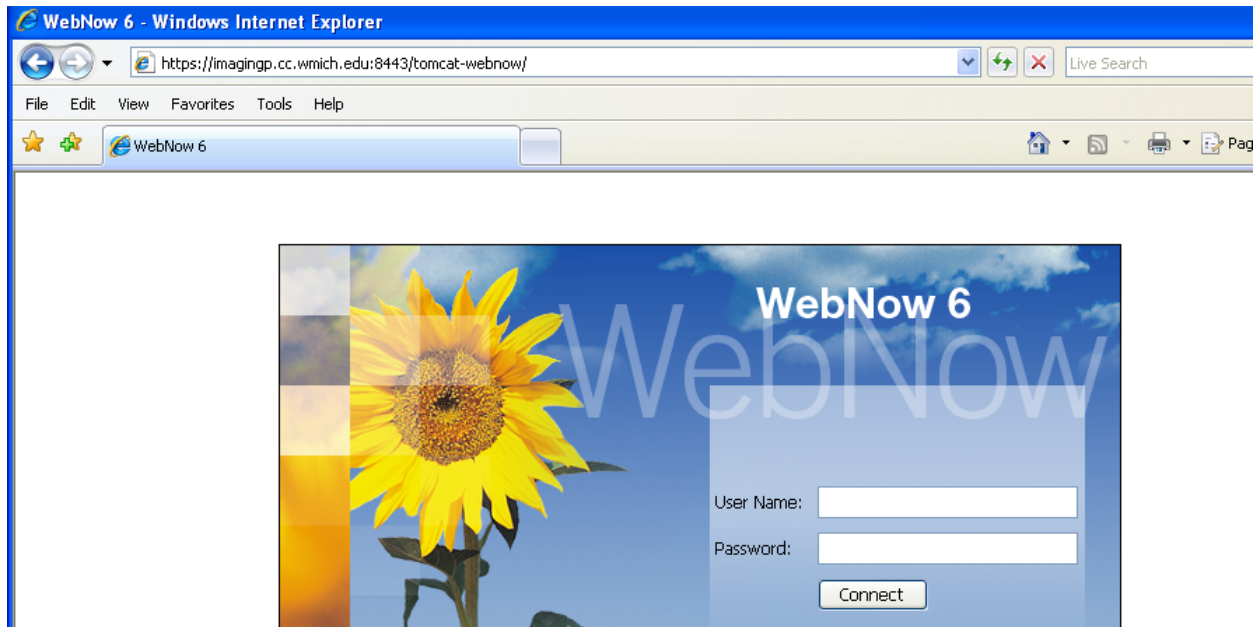 WebNow 6 - Windows Internet Explorer
https://imagingp.cc.wmich.edu:8443/tomcat-webnow/
Live Search
File Edit View Favorites Tools Help
WebNow 6
Pag
WebNow 6
WebNow
User Name:
Password:
Connect